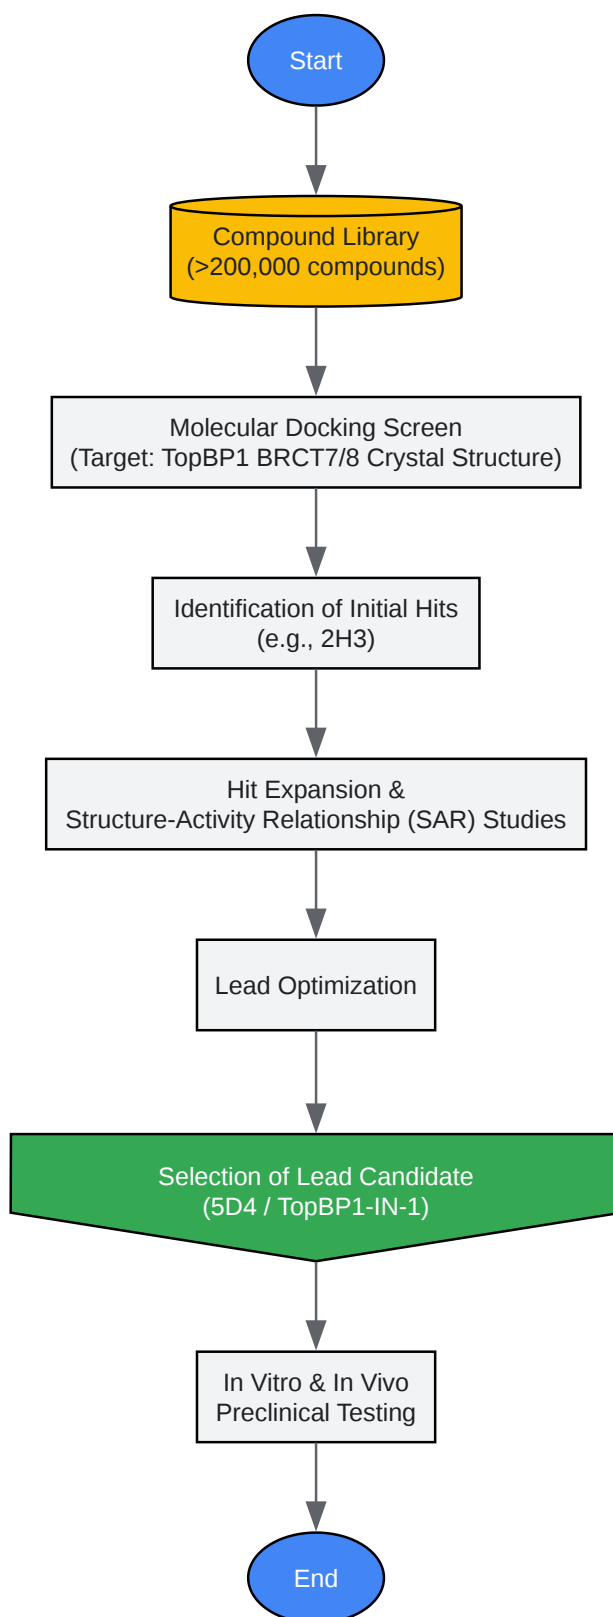 Start
Compound Library
(>200,000 compounds)
Molecular Docking Screen
(Target: TopBP1 BRCT7/8 Crystal Structure)
Identification of Initial Hits
(e.g., 2H3)
Hit Expansion &
Structure-Activity Relationship (SAR) Studies
Lead Optimization
Selection of Lead Candidate
(5D4 / TopBP1-IN-1)
In Vitro & In Vivo
Preclinical Testing
End